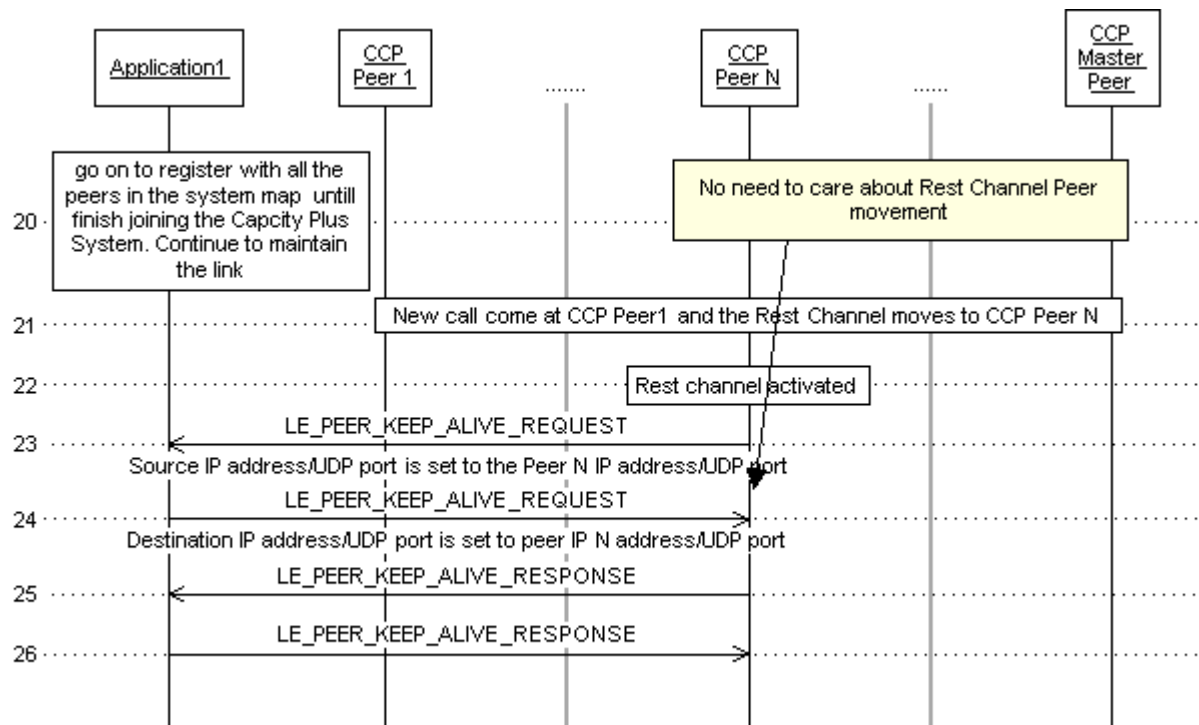 Application1
CCP
Peer 1
.......
CCP
Peer N
......
CCP
Master
Peer
go on to register with all the
peers in the system map untill
finish joining the Capcity Plus
System. Continue to maintain
the link
No need to care about Rest Channel Peer
movement
20
21
New call come at CCP Peer1 and the Rest Channel moves to CCP Peer N
22
Rest channel activated
LE_PEER_KEEP_ALIVE_REQUEST
23
Source IP address/UDP port is set to the Peer N IP address/UDP port
LE_PEER_KEEP_ALIVE_REQUEST
24
Destination IP address/UDP port is set to peer IP N address/UDP port
LE_PEER_KEEP_ALIVE_RESPONSE
25
LE_PEER_KEEP_ALIVE_RESPONSE
26